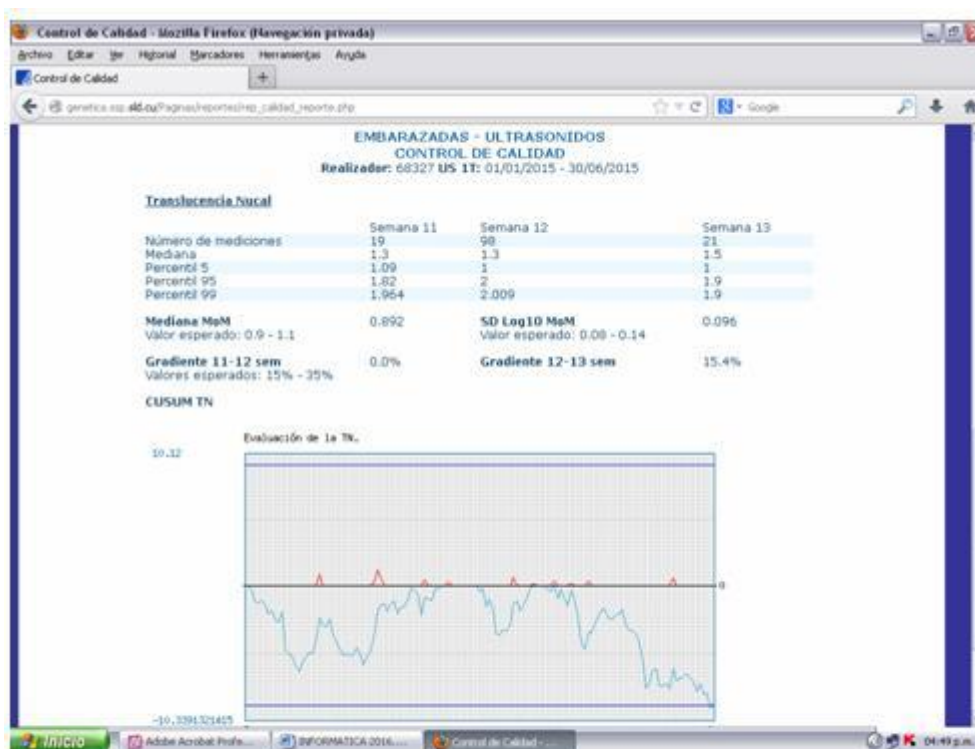 Control de Calidad - Mozilla Firefox (Navegación privada)
Archivo Editar Ver Historial Marcadores Herramientas Ayuda
Control de Calidad
Google
EMBARAZADAS - ULTRASONIDOS
CONTROL DE CALIDAD
Realizador: 68327 US 1T: 01/01/2015 - 30/06/2015
Translucencia Nucal
Semana 11 Semana 12 Semana 13
Número de mediciones 19 98 21
Mediana 1.3 1.3 1.5
Percentil 5 1.09 1 1
Percentil 95 1.82 2 1.9
Percentil 99 1.964 2.009 1.9
Mediana MoM 0.892 SD Log10 MoM 0.096
Valor esperado: 0.9 - 1.1 Valor esperado: 0.08 - 0.14
Gradiente 11-12 sem 0.0% Gradiente 12-13 sem 15.4%
Valores esperados: 15% - 35%
CUSUM TN
Evaluación de la TN.
10.12
0
-10.3391321415
Inicio Adobe Acrobat Profe... INFORMATICA 2016.... Control de Calidad - ... 04:49 p.m.